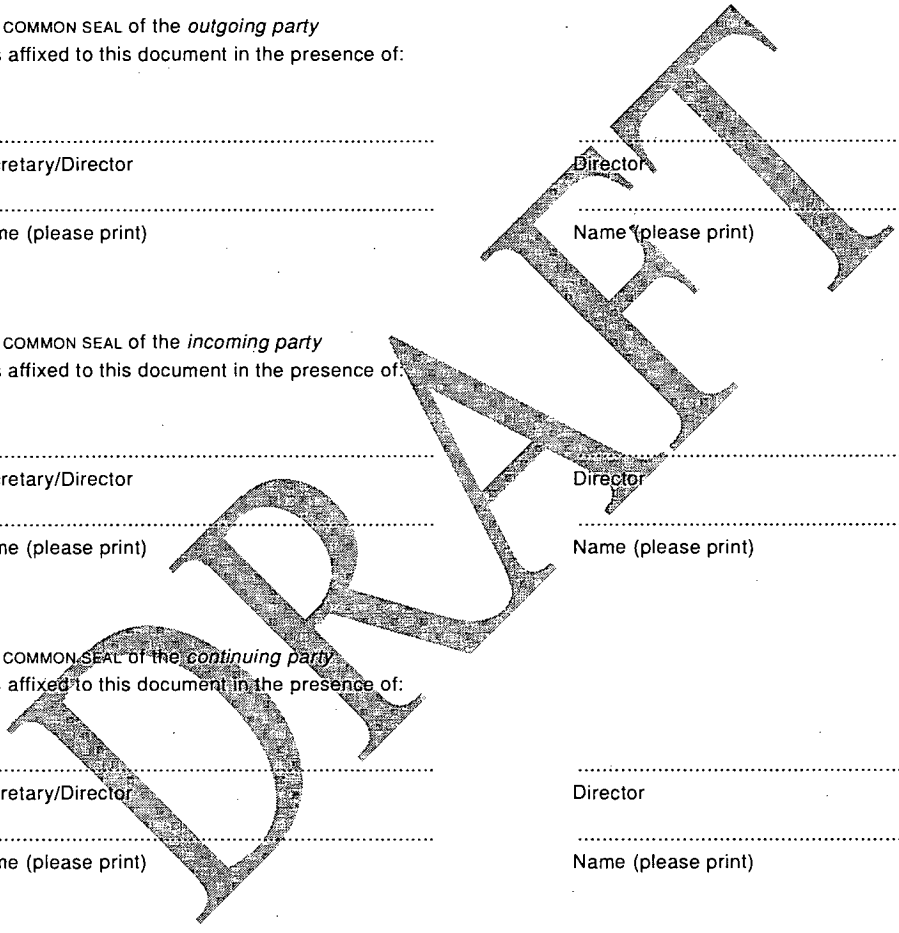 COMMON SEAL of the outgoing party
affixed to this document in the presence of:
retary/Director Director
me (please print) Name (please print)
COMMON SEAL of the incoming party
affixed to this document in the presence of:
retary/Director Director
me (please print) Name (please print)
COMMON SEAL of the continuing party
affixed to this document in the presence of:
retary/Director Director
me (please print) Name (please print)
DRAFT